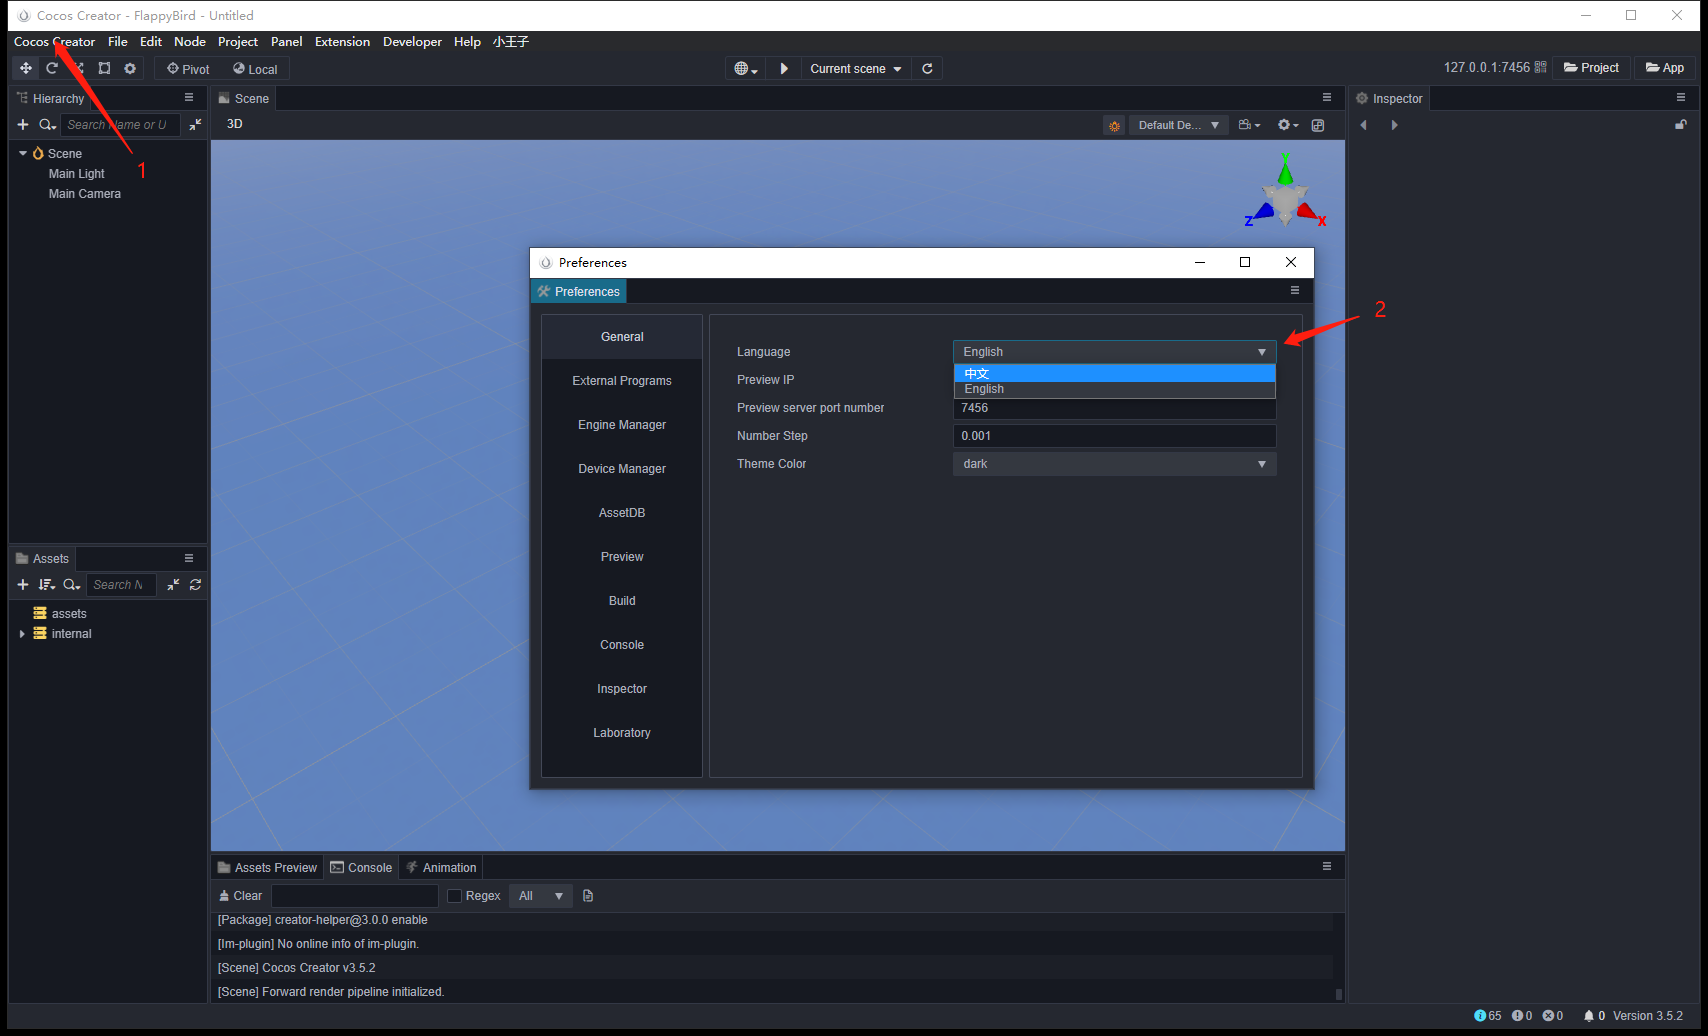 Cocos Creator - FlappyBird - Untitled
Cocos Creator File Edit Node Project Panel Extension Developer Help 小王子
Pivot Local Current scene 127.0.0.1:7456 Project App
Hierarchy
Search Name or U
Scene
Main Light
Main Camera
1
Scene
3D Default De...
Y
Z X
Inspector
Preferences
Preferences
General
External Programs
Engine Manager
Device Manager
AssetDB
Preview
Build
Console
Inspector
Laboratory
Language English
中文
English
Preview IP
Preview server port number 7456
Number Step 0.001
Theme Color dark
2
Assets
Search N
assets
internal
Assets Preview Console Animation
Clear Regex All
[Package] creator-helper@3.0.0 enable
[Im-plugin] No online info of im-plugin.
[Scene] Cocos Creator v3.5.2
[Scene] Forward render pipeline initialized.
65 0 0 0 Version 3.5.2